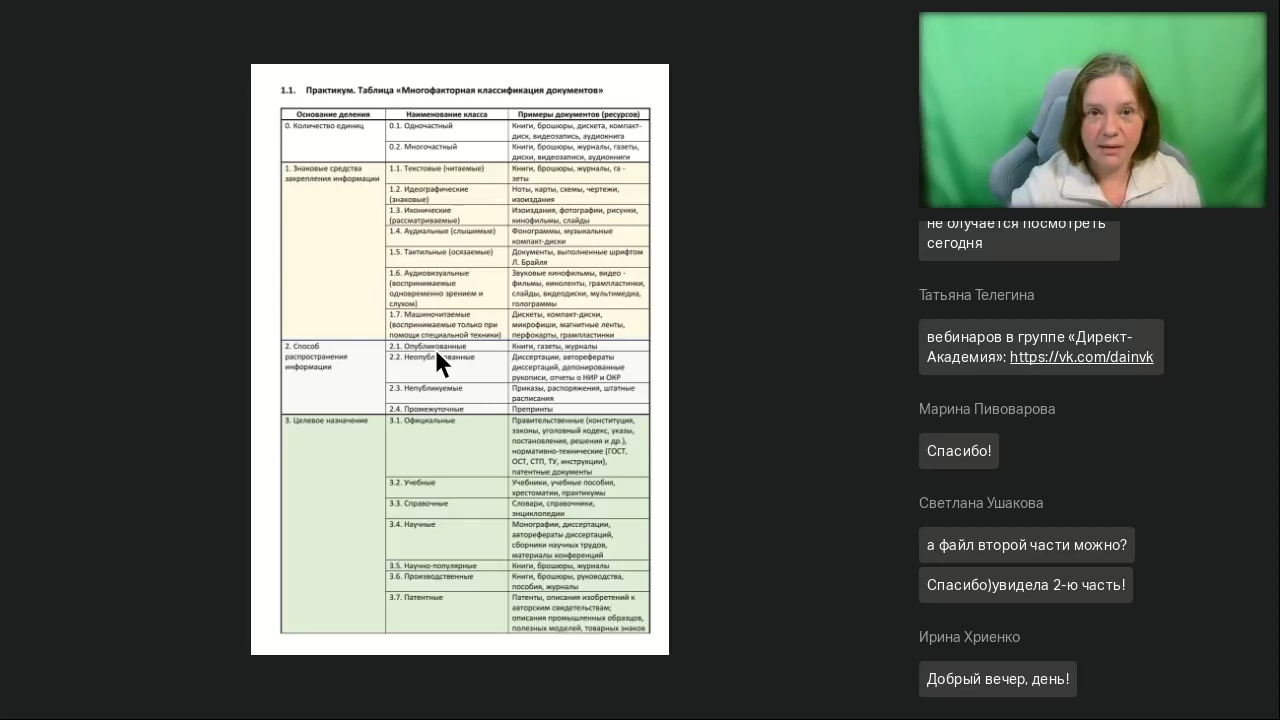 1.1. Практикум. Таблица «Многофакторная классификация документов»
Основание деления
Наименование класса
Примеры документов (ресурсов)
0. Количество единиц
0.1. Одночастный
Книги, брошюры, дискета, компакт-
диск, видеозапись, аудиокнига
0.2. Многочастный
Книги, брошюры, журналы, газеты,
диски, видеозаписи, аудиокниги
1. Знаковые средства
закрепления информации
1.1. Текстовые (читаемые)
Книги, брошюры, журналы, га -
зеты
1.2. Идеографические
(знаковые)
Ноты, карты, схемы, чертежи,
изоиздания
1.3. Иконические
(рассматриваемые)
Изоиздания, фотографии, рисунки,
кинофильмы, слайды
1.4. Аудиальные (слышимые)
Фонограммы, музыкальные
компакт-диски
1.5. Тактильные (осязаемые)
Документы, выполненные шрифтом
Л. Брайля
1.6. Аудиовизуальные
(воспринимаемые
одновременно зрением и
слухом)
Звуковые кинофильмы, видео -
фильмы, киноленты, грампластинки,
слайды, видеодиски, мультимедиа,
голограммы
1.7. Машиночитаемые
(воспринимаемые только при
помощи специальной техники)
Дискеты, компакт-диски,
микрофиши, магнитные ленты,
перфокарты, грампластинки
2. Способ
распространения
информации
2.1. Опубликованные
Книги, газеты, журналы
2.2. Неопубликованные
Диссертации, авторефераты
диссертаций, депонированные
рукописи, отчеты о НИР и ОКР
2.3. Непубликуемые
Приказы, распоряжения, штатные
расписания
2.4. Промежуточные
Препринты
3. Целевое назначение
3.1. Официальные
Правительственные (конституция,
законы, уголовный кодекс, указы,
постановления, решения и др.),
нормативно-технические (ГОСТ,
ОСТ, СТП, ТУ, инструкции),
патентные документы
3.2. Учебные
Учебники, учебные пособия,
хрестоматии, практикумы
3.3. Справочные
Словари, справочники,
энциклопедии
3.4. Научные
Монографии, диссертации,
авторефераты диссертаций,
сборники научных трудов,
материалы конференций
3.5. Научно-популярные
Книги, брошюры, журналы
3.6. Производственные
Книги, брошюры, руководства,
пособия, журналы
3.7. Патентные
Патенты, описания изобретений к
авторским свидетельствам;
описания промышленных образцов,
полезных моделей, товарных знаков
не лучается посмотреть
сегодня
Татьяна Телегина
вебинаров в группе «Директ-
Академия»: https://vk.com/dainvk
Марина Пивоварова
Спасибо!
Светлана Ушакова
а файл первой части можно?
Спасибо, увидела 2-ю часть!
Ирина Хриенко
Добрый вечер, день!